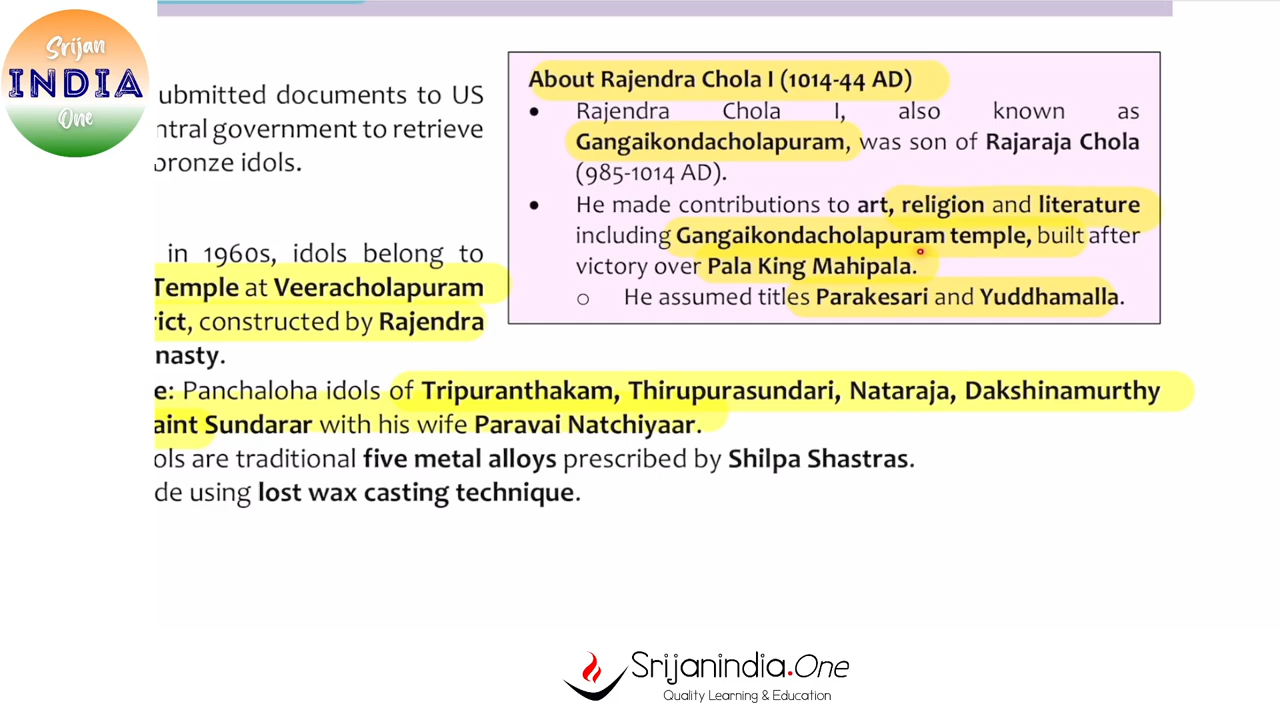 Srijan
INDIA
One
ubmitted documents to US
ntral government to retrieve
bronze idols.
in 1960s, idols belong to
Temple at Veeracholapuram
rict, constructed by Rajendra
nasty.
About Rajendra Chola I (1014-44 AD)
• Rajendra Chola I, also known as
Gangaikondacholapuram, was son of Rajaraja Chola
(985-1014 AD).
• He made contributions to art, religion and literature
including Gangaikondacholapuram temple, built after
victory over Pala King Mahipala.
○ He assumed titles Parakesari and Yuddhamalla.
e: Panchaloha idols of Tripuranthakam, Thirupurasundari, Nataraja, Dakshinamurthy
aint Sundarar with his wife Paravai Natchiyaar.
ols are traditional five metal alloys prescribed by Shilpa Shastras.
de using lost wax casting technique.
Srijanindia.One
Quality Learning & Education